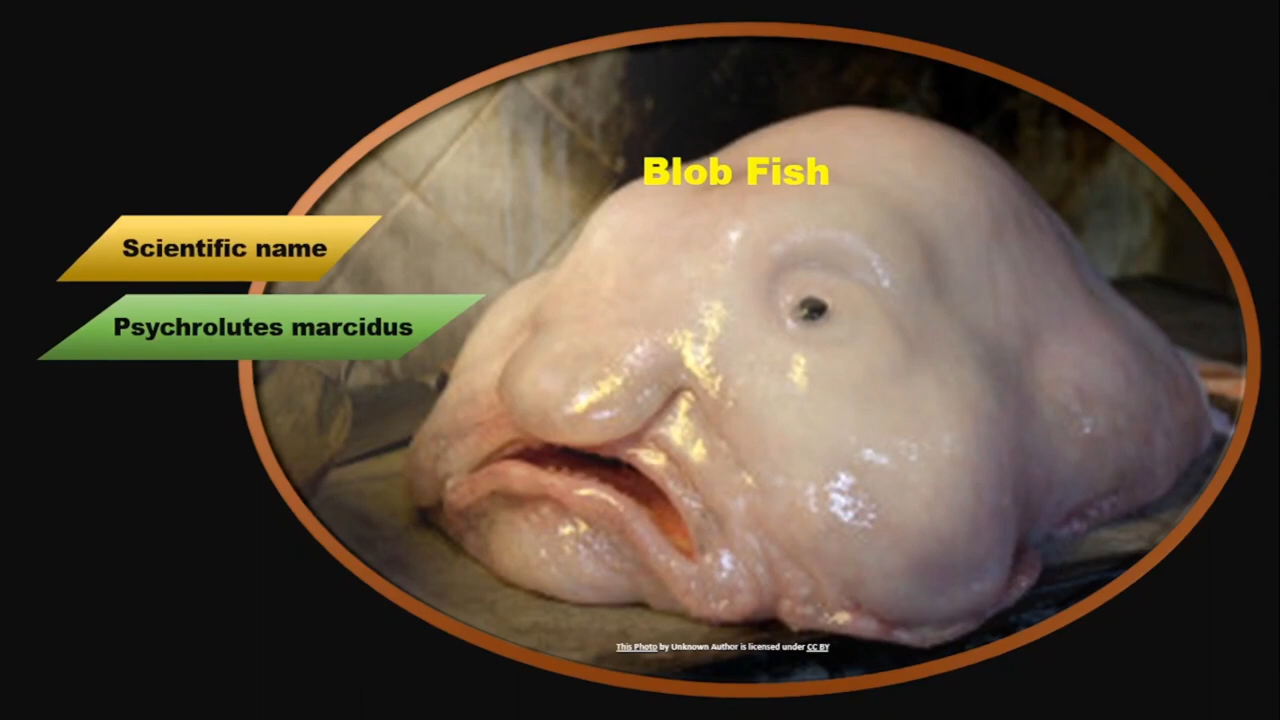 Blob Fish
Scientific name
Psychrolutes marcidus
This Photo by Unknown Author is licensed under CC BY